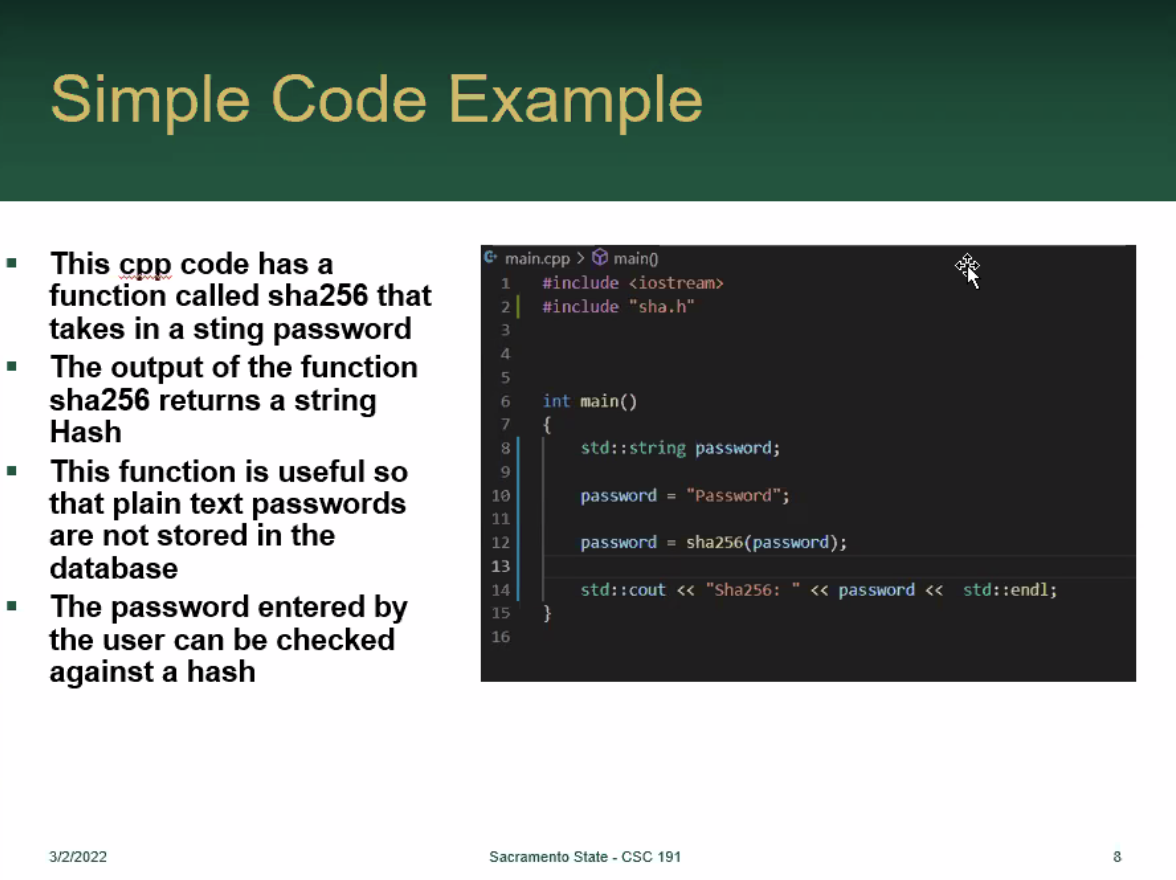 Simple Code Example
This cpp code has a
function called sha256 that
takes in a sting password
The output of the function
sha256 returns a string
Hash
This function is useful so
that plain text passwords
are not stored in the
database
The password entered by
the user can be checked
against a hash
main.cpp > main()
1 #include <iostream>
2 #include "sha.h"
3
4
5
6 int main()
7 {
8 std::string password;
9
10 password = "Password";
11
12 password = sha256(password);
13
14 std::cout << "Sha256: " << password << std::endl;
15 }
16
3/2/2022
Sacramento State - CSC 191
8